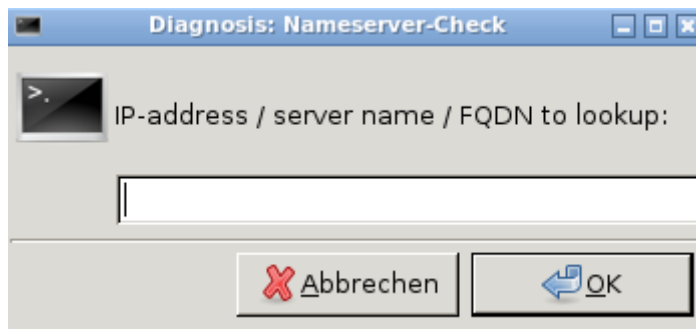 Diagnosis: Nameserver-Check
>.
IP-address / server name / FQDN to lookup:
Abbrechen OK